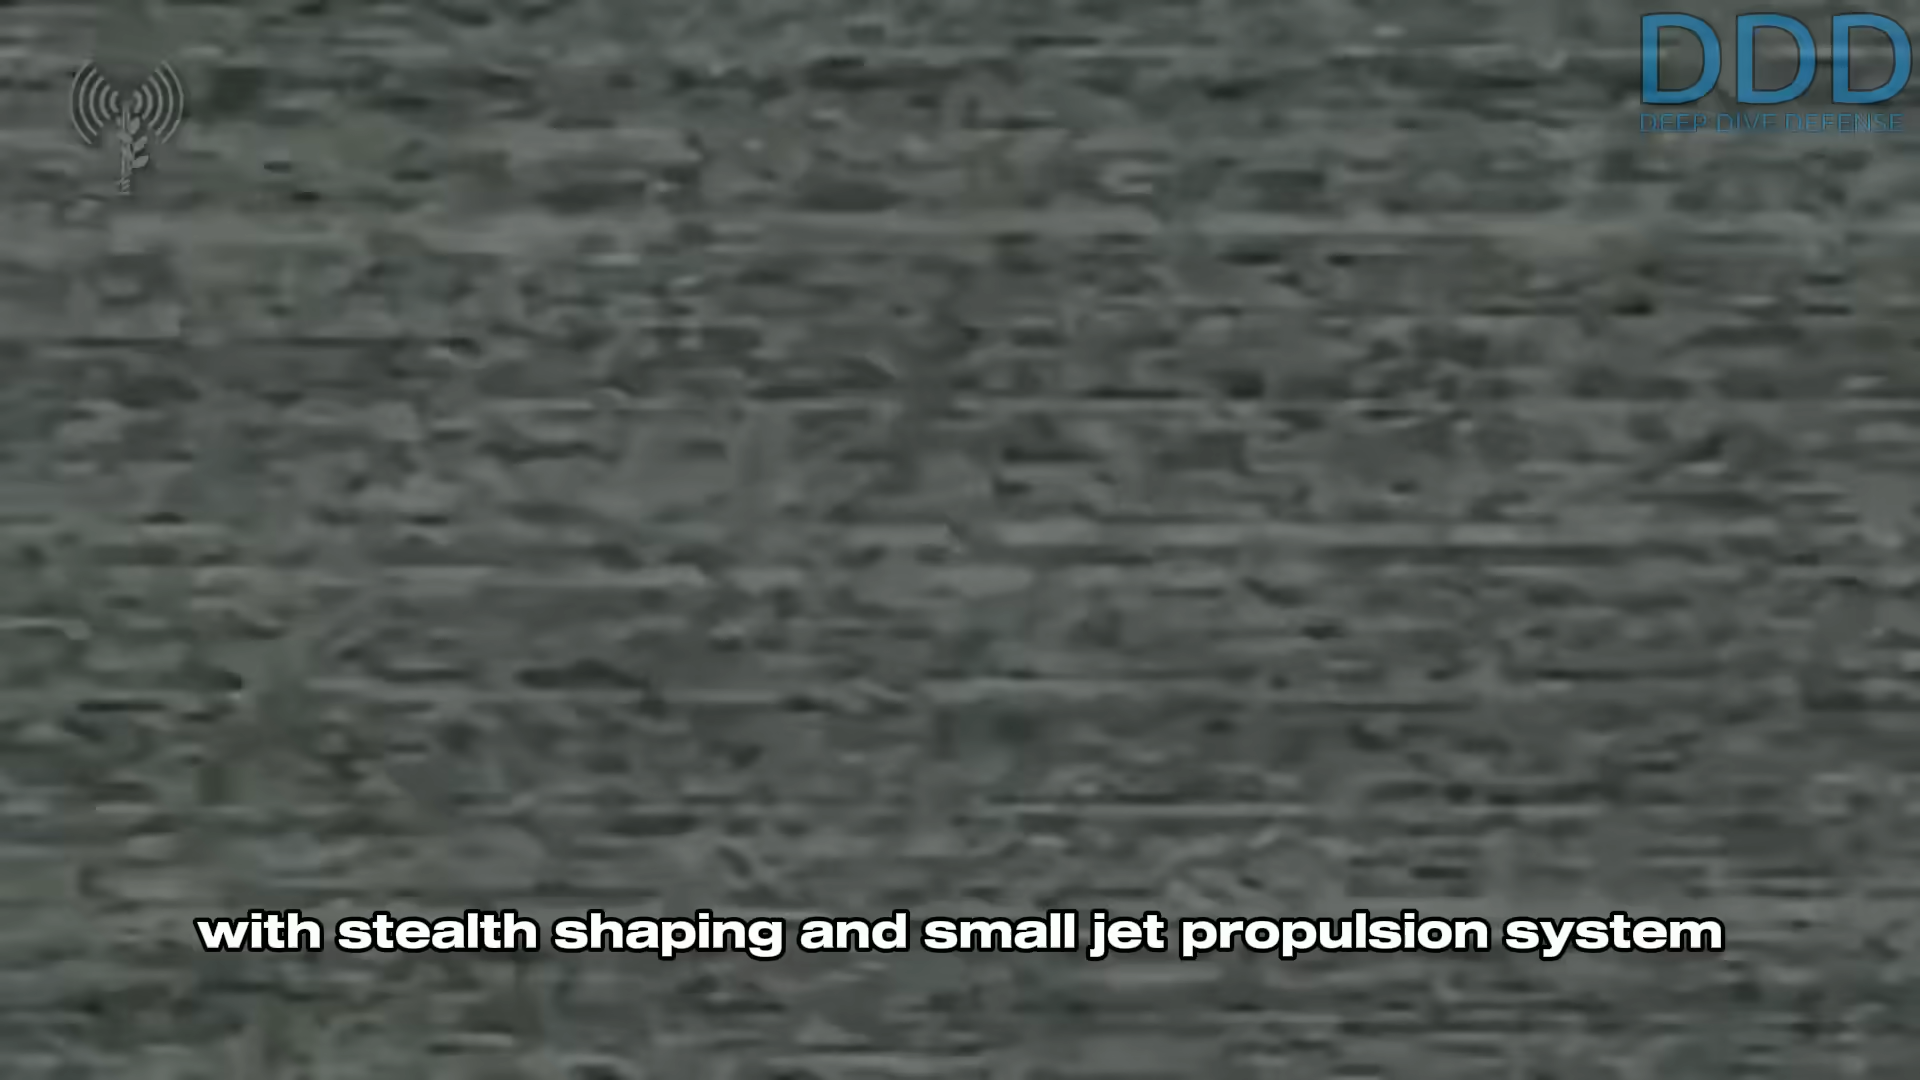 DDD
DEEP DIVE DEFENSE
with stealth shaping and small jet propulsion system